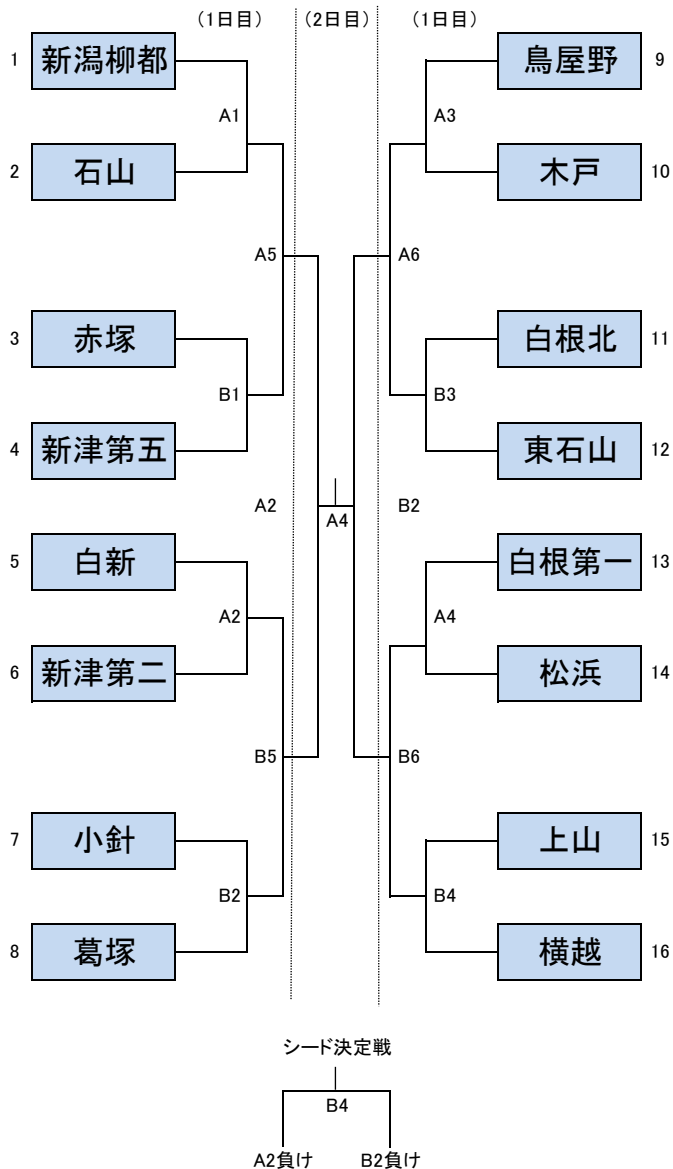 （1日目） （2日目） （1日目）
1 新潟柳都 鳥屋野 9
A1 A3
2 石山 木戸 10
A5 A6
3 赤塚 白根北 11
B1 B3
4 新津第五 東石山 12
A2 A4 B2
5 白新 白根第一 13
A2 A4
6 新津第二 松浜 14
B5 B6
7 小針 上山 15
B2 B4
8 葛塚 横越 16
シード決定戦
B4
A2負け B2負け